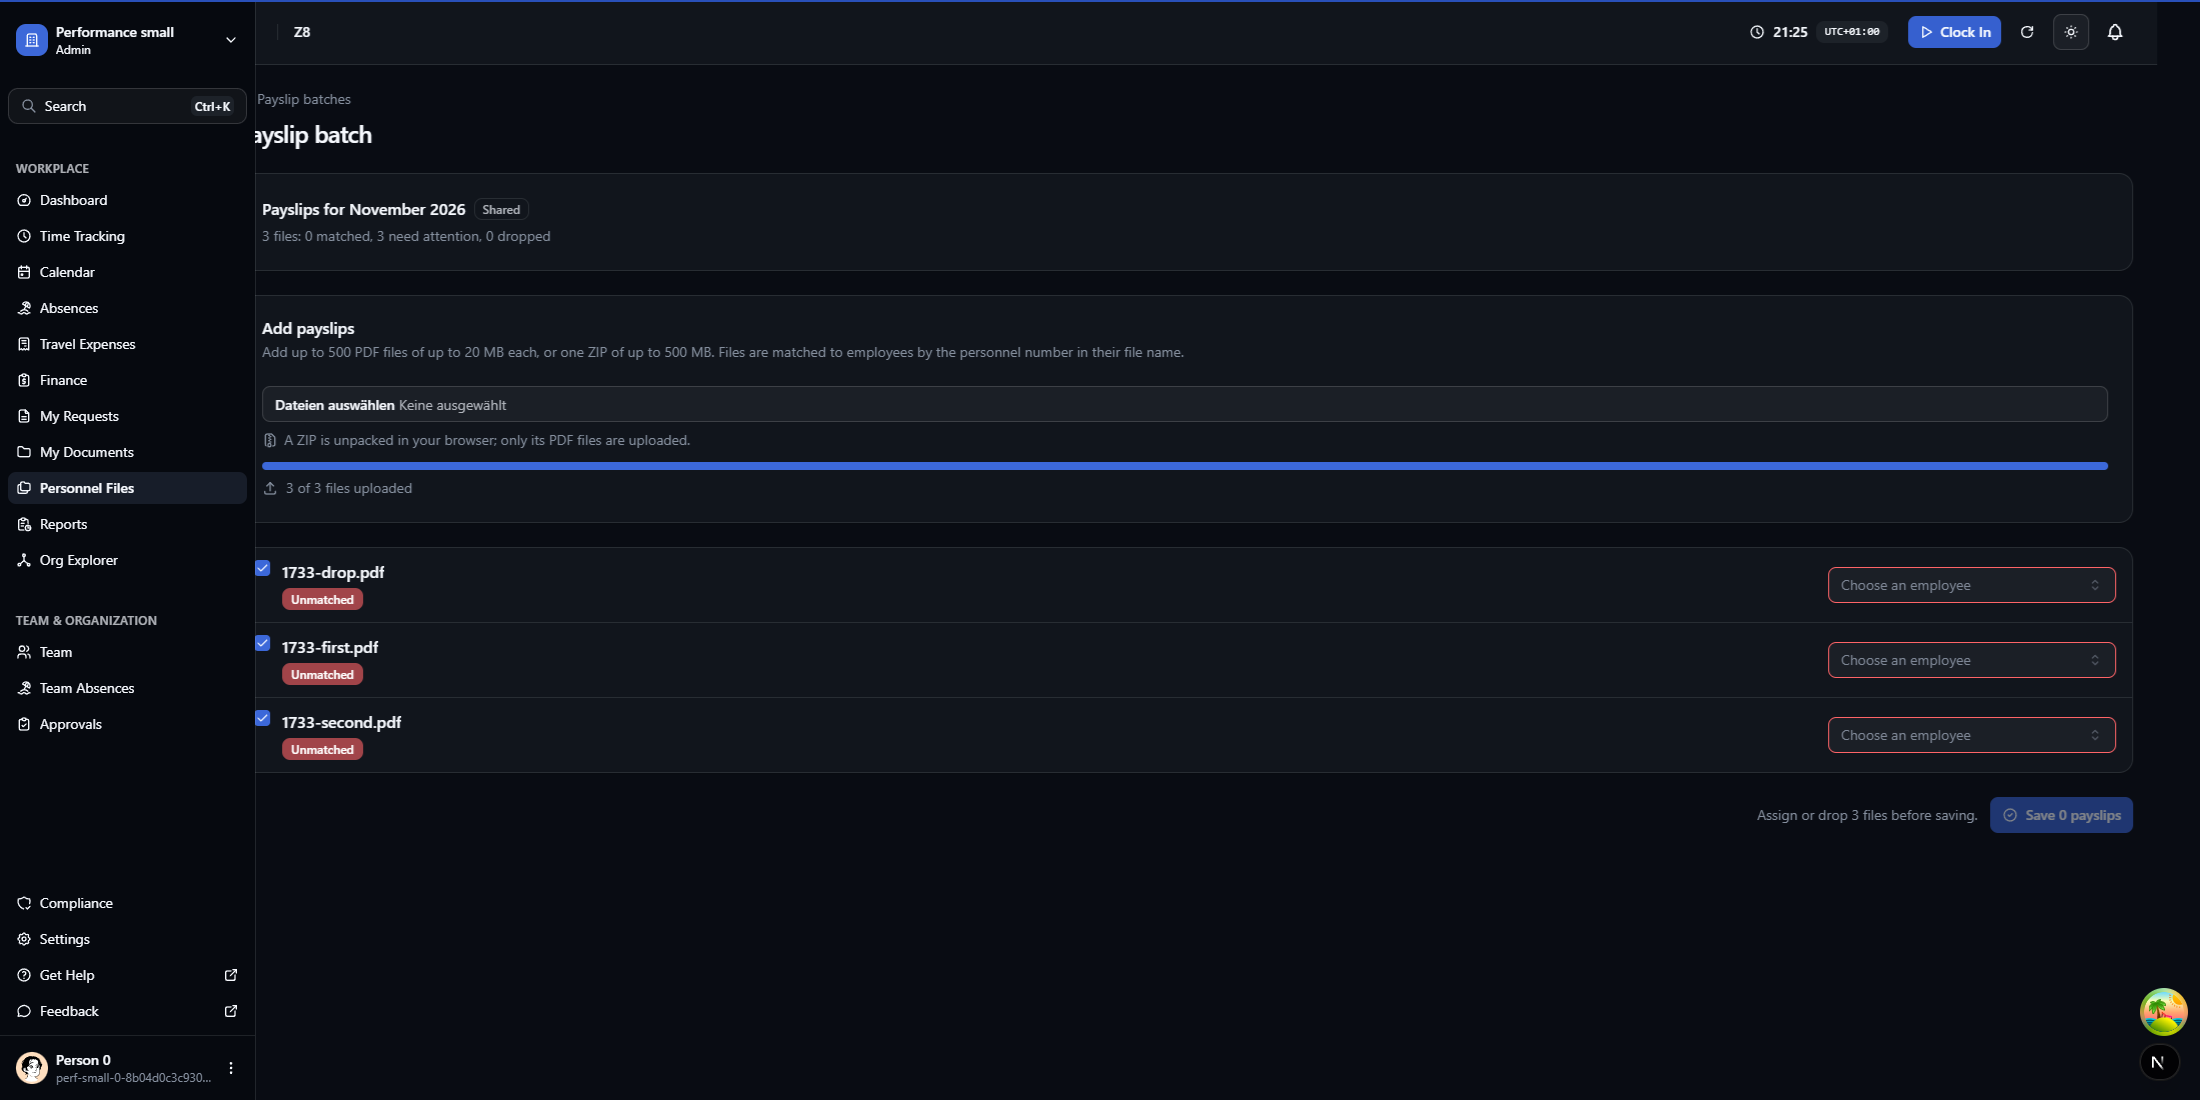 Performance small
Admin
Search Ctrl+K
WORKPLACE
Dashboard
Time Tracking
Calendar
Absences
Travel Expenses
Finance
My Requests
My Documents
Personnel Files
Reports
Org Explorer
TEAM & ORGANIZATION
Team
Team Absences
Approvals
Compliance
Settings
Get Help
Feedback
Person 0
perf-small-0-8b04d0c3c930...
Z8
21:25 UTC+01:00 Clock In
Payslip batches
ayslip batch
Payslips for November 2026 Shared
3 files: 0 matched, 3 need attention, 0 dropped
Add payslips
Add up to 500 PDF files of up to 20 MB each, or one ZIP of up to 500 MB. Files are matched to employees by the personnel number in their file name.
Dateien auswählen Keine ausgewählt
A ZIP is unpacked in your browser; only its PDF files are uploaded.
3 of 3 files uploaded
1733-drop.pdf
Unmatched
Choose an employee
1733-first.pdf
Unmatched
Choose an employee
1733-second.pdf
Unmatched
Choose an employee
Assign or drop 3 files before saving. Save 0 payslips
N